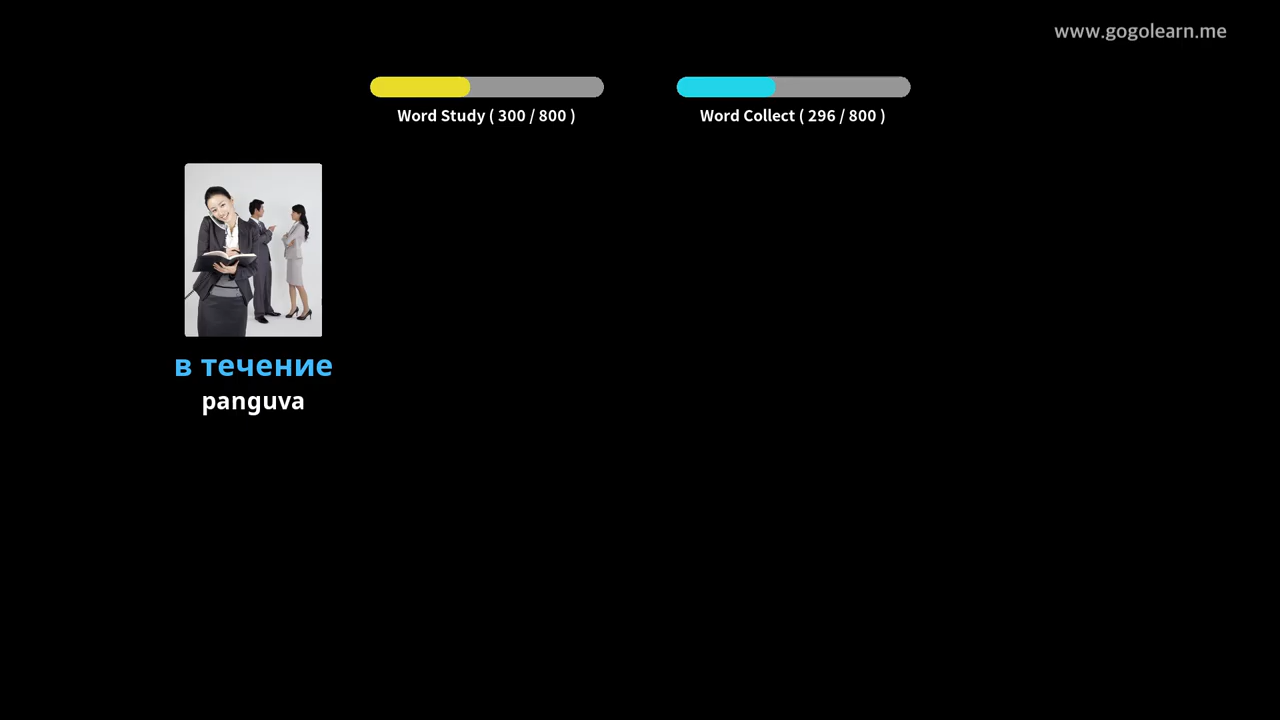 www.gogolearn.me
Word Study ( 300 / 800 )
Word Collect ( 296 / 800 )
в течение
panguva